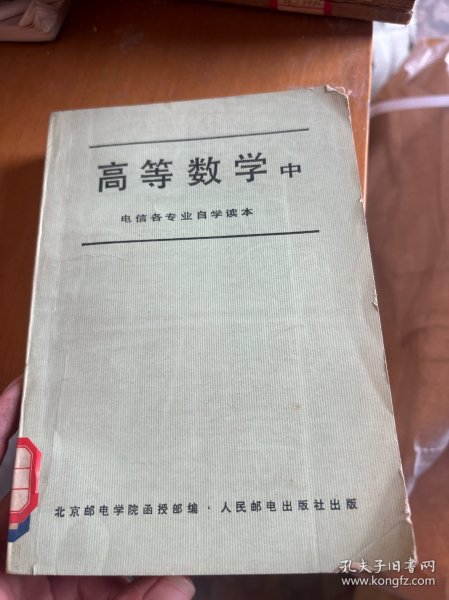 高等数学 中
电信各专业自学读本
北京邮电学院函授部编·人民邮电出版社出版
孔夫子旧书网
www.kongfz.com